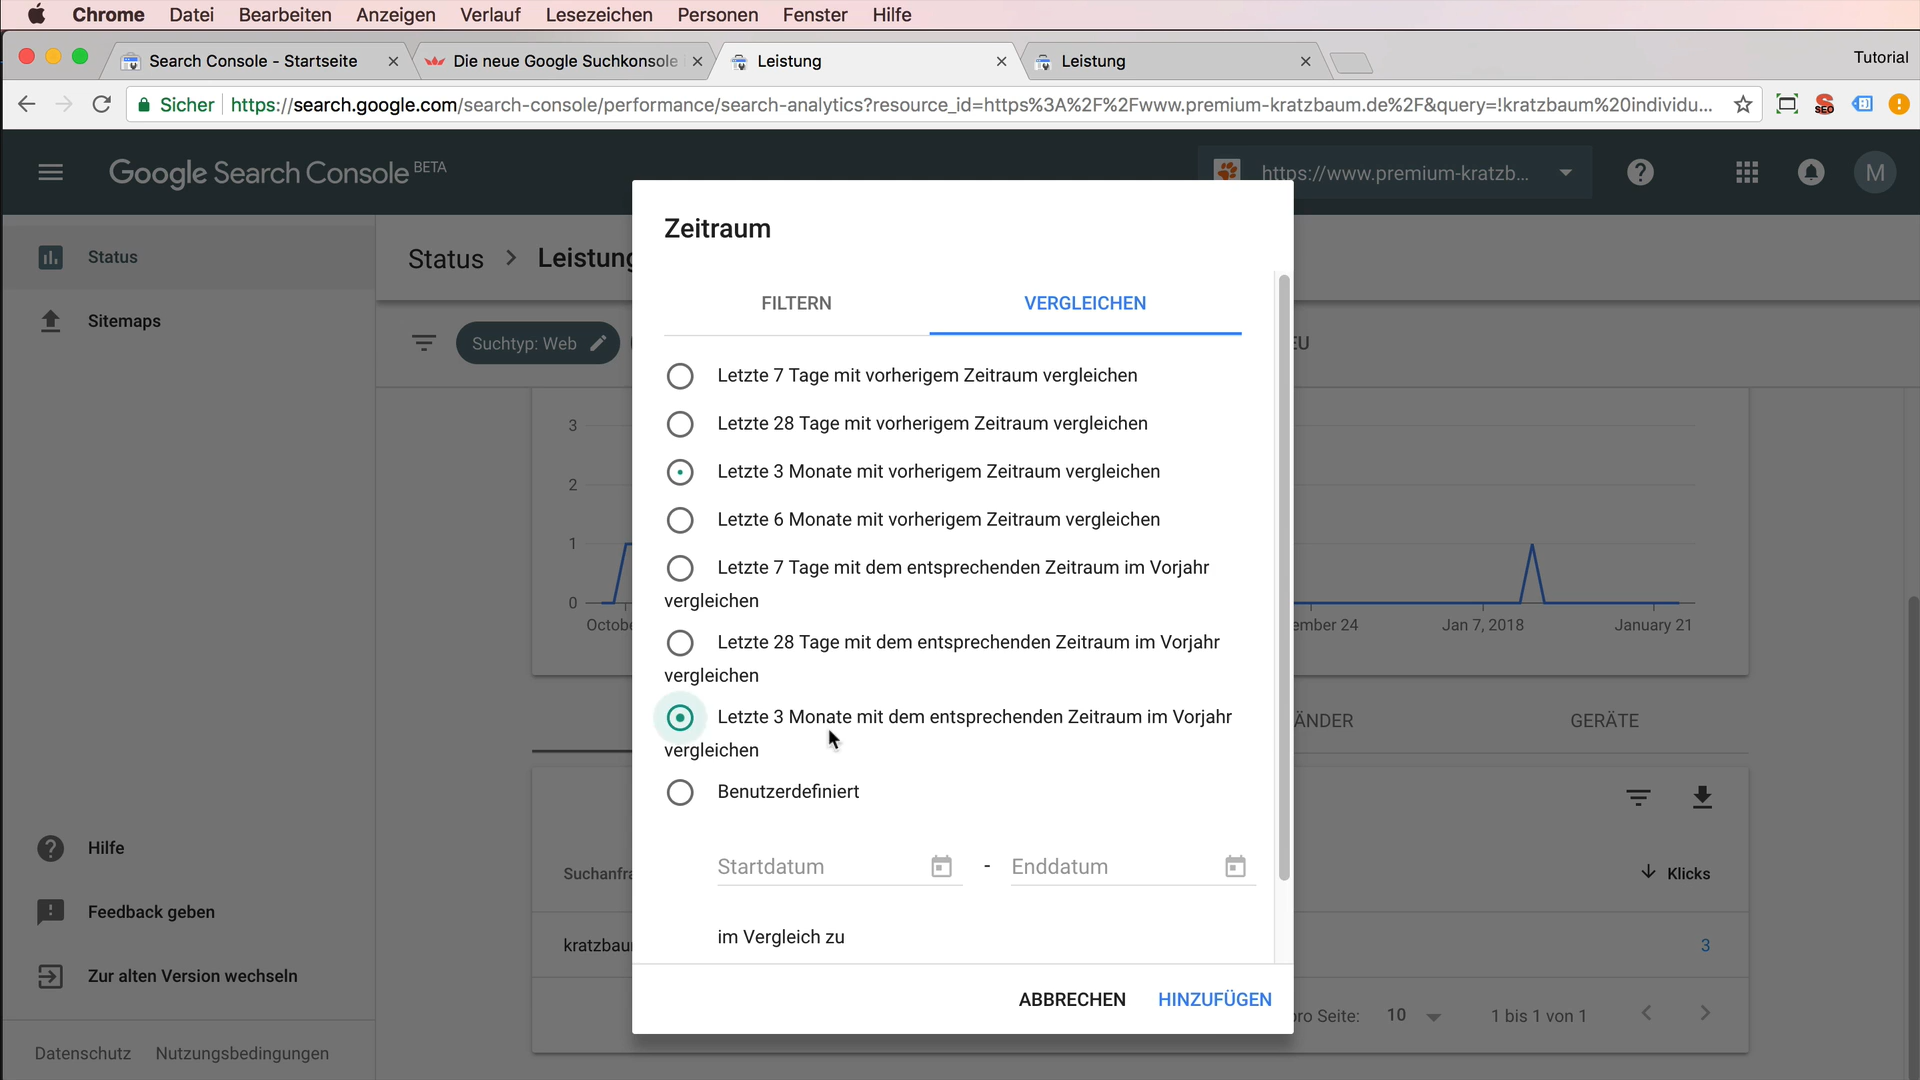 Chrome Datei Bearbeiten Anzeigen Verlauf Lesezeichen Personen Fenster Hilfe
Search Console - Startseite
Die neue Google Suchkonsole
Leistung
Leistung
Tutorial
Sicher
https://search.google.com/search-console/performance/search-analytics?resource_id=https%3A%2F%2Fwww.premium-kratzbaum.de%2F&query=!kratzbaum%20individu...
SEO
Google Search Console BETA
https://www.premium-kratzb...
M
Status
Sitemaps
Hilfe
Feedback geben
Zur alten Version wechseln
Datenschutz Nutzungsbedingungen
Status > Leistung
Suchtyp: Web
EU
3
2
1
0
Octobe
ember 24
Jan 7, 2018
January 21
ÄNDER
GERÄTE
Suchanfra
Klicks
kratzbau
3
pro Seite: 10
1 bis 1 von 1
Zeitraum
FILTERN
VERGLEICHEN
Letzte 7 Tage mit vorherigem Zeitraum vergleichen
Letzte 28 Tage mit vorherigem Zeitraum vergleichen
Letzte 3 Monate mit vorherigem Zeitraum vergleichen
Letzte 6 Monate mit vorherigem Zeitraum vergleichen
Letzte 7 Tage mit dem entsprechenden Zeitraum im Vorjahr
vergleichen
Letzte 28 Tage mit dem entsprechenden Zeitraum im Vorjahr
vergleichen
Letzte 3 Monate mit dem entsprechenden Zeitraum im Vorjahr
vergleichen
Benutzerdefiniert
Startdatum - Enddatum
im Vergleich zu
ABBRECHEN
HINZUFÜGEN